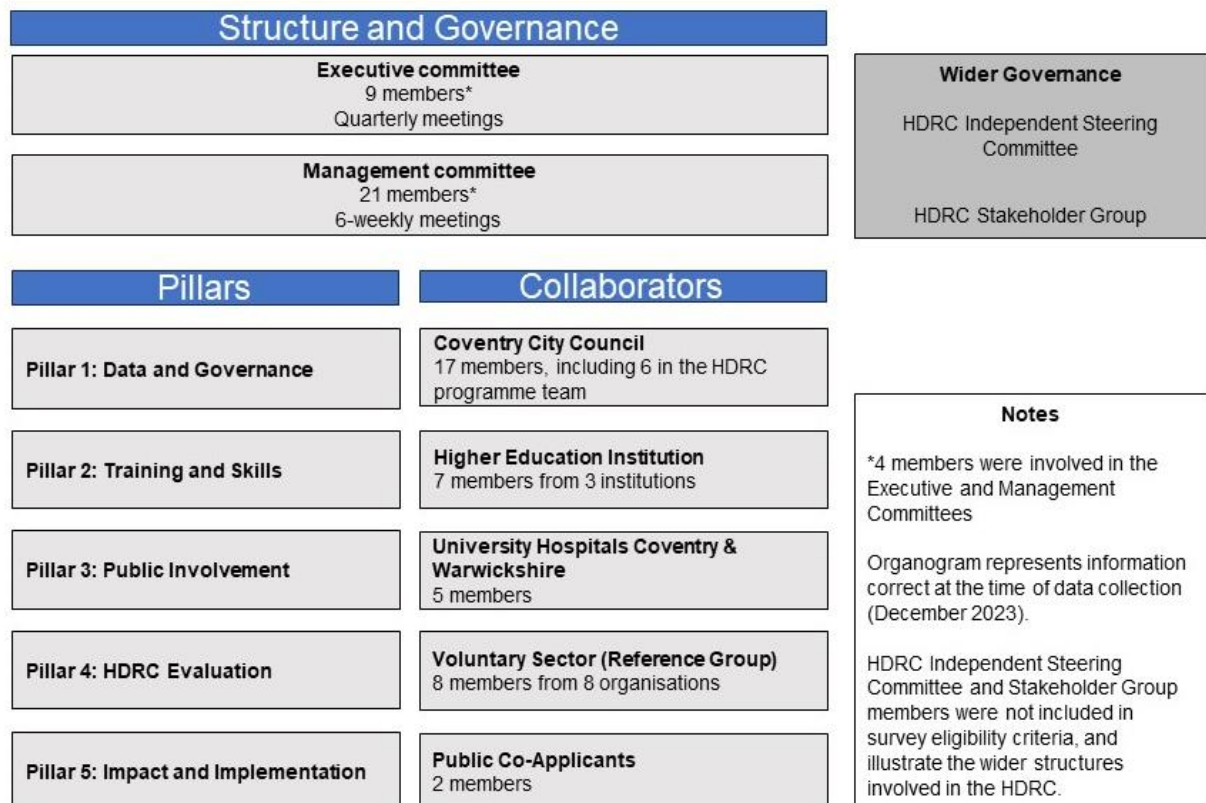 Structure and Governance
Executive committee
9 members*
Quarterly meetings
Management committee
21 members*
6-weekly meetings
Wider Governance
HDRC Independent Steering
Committee
HDRC Stakeholder Group
Pillars
Pillar 1: Data and Governance
Pillar 2: Training and Skills
Pillar 3: Public Involvement
Pillar 4: HDRC Evaluation
Pillar 5: Impact and Implementation
Collaborators
Coventry City Council
17 members, including 6 in the HDRC
programme team
Higher Education Institution
7 members from 3 institutions
University Hospitals Coventry &
Warwickshire
5 members
Voluntary Sector (Reference Group)
8 members from 8 organisations
Public Co-Applicants
2 members
Notes
*4 members were involved in the
Executive and Management
Committees
Organogram represents information
correct at the time of data collection
(December 2023).
HDRC Independent Steering
Committee and Stakeholder Group
members were not included in
survey eligibility criteria, and
illustrate the wider structures
involved in the HDRC.